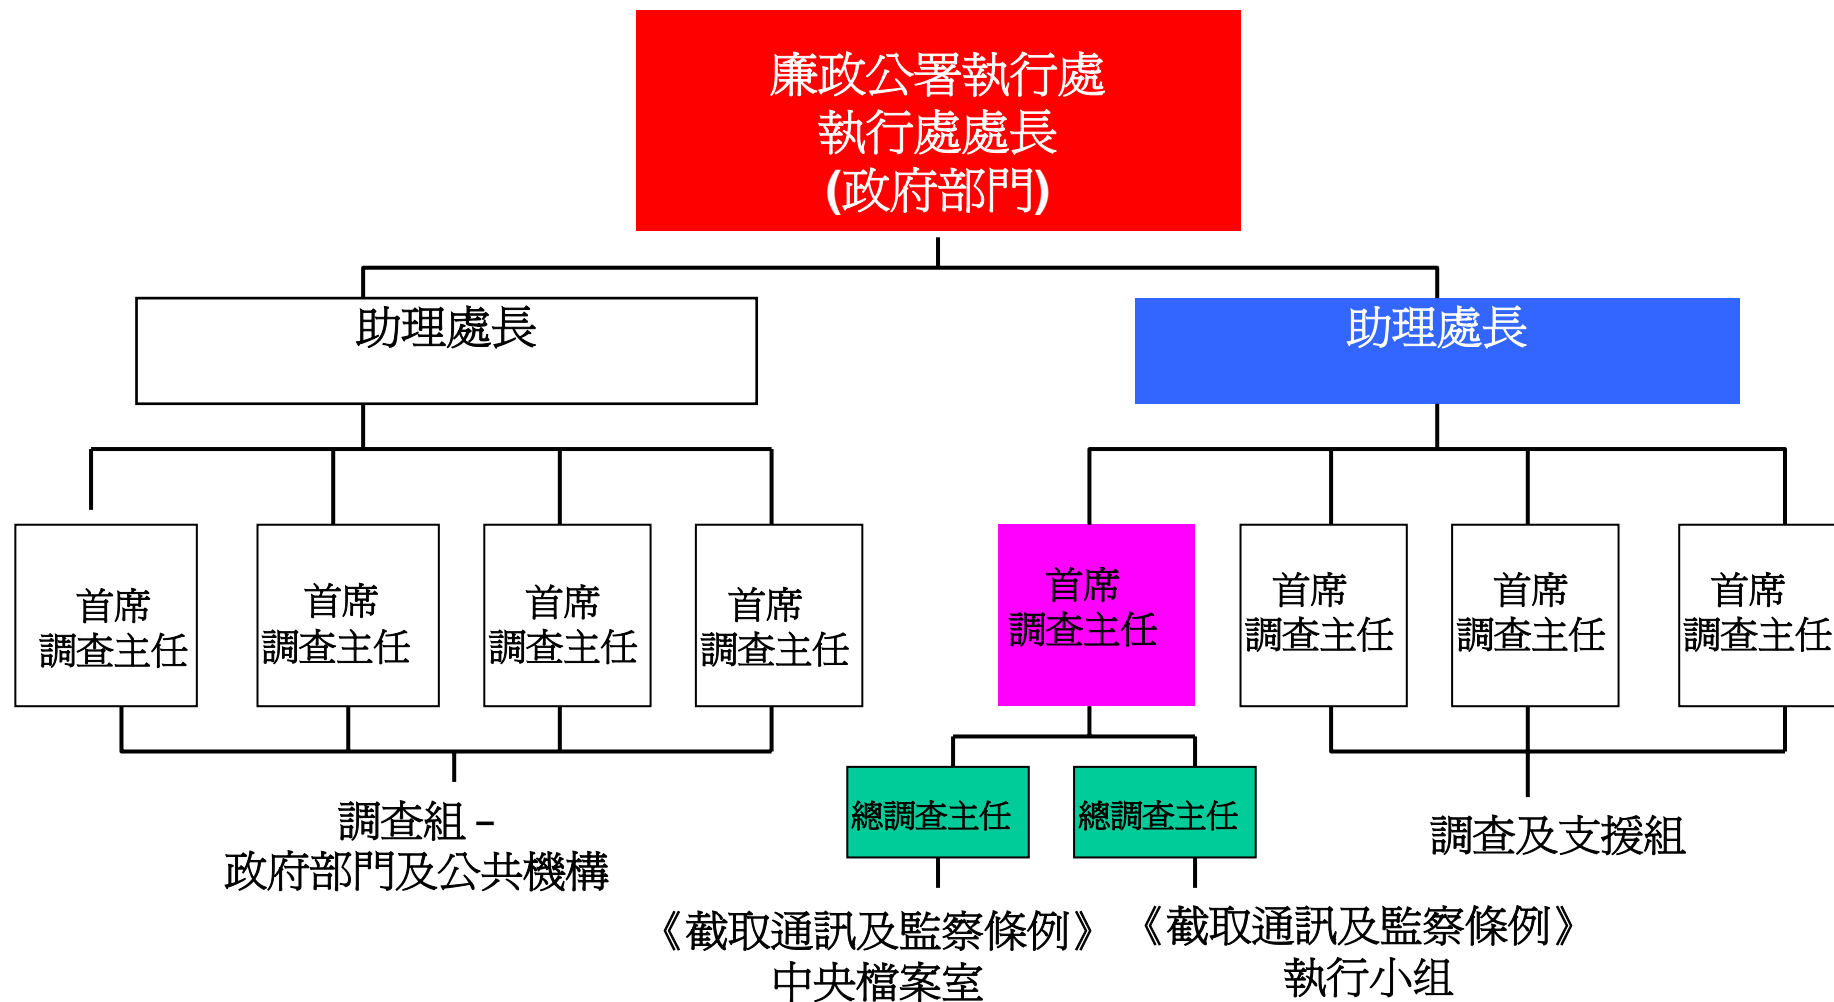 廉政公署執行處
執行處處長
(政府部門)
助理處長
助理處長
首席
調查主任
首席
調查主任
首席
調查主任
首席
調查主任
首席
調查主任
首席
調查主任
首席
調查主任
首席
調查主任
總調查主任
總調查主任
調查組 –
政府部門及公共機構
調查及支援組
《截取通訊及監察條例》
中央檔案室
《截取通訊及監察條例》
執行小组